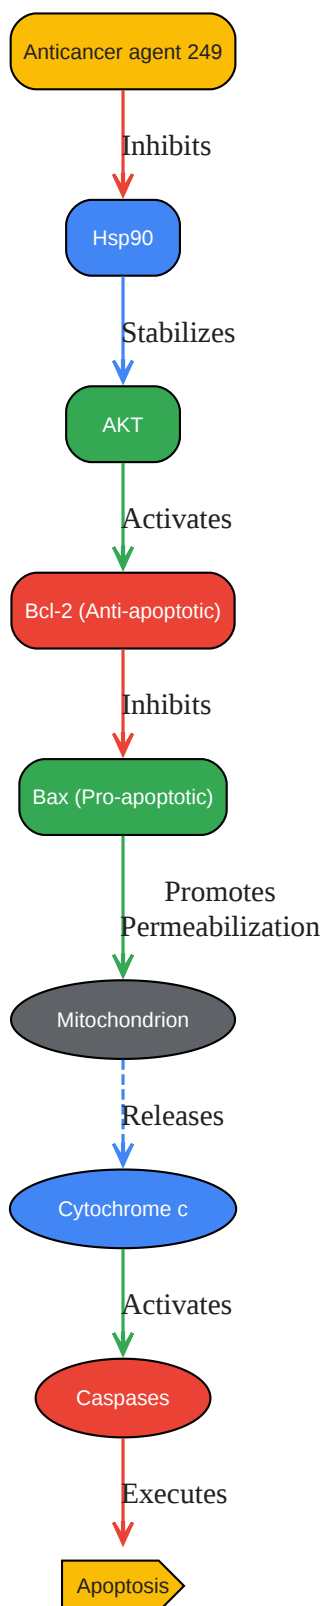 Anticancer agent 249
Inhibits
Hsp90
Stabilizes
AKT
Activates
Bcl-2 (Anti-apoptotic)
Inhibits
Bax (Pro-apoptotic)
Promotes
Permeabilization
Mitochondrion
Releases
Cytochrome c
Activates
Caspases
Executes
Apoptosis